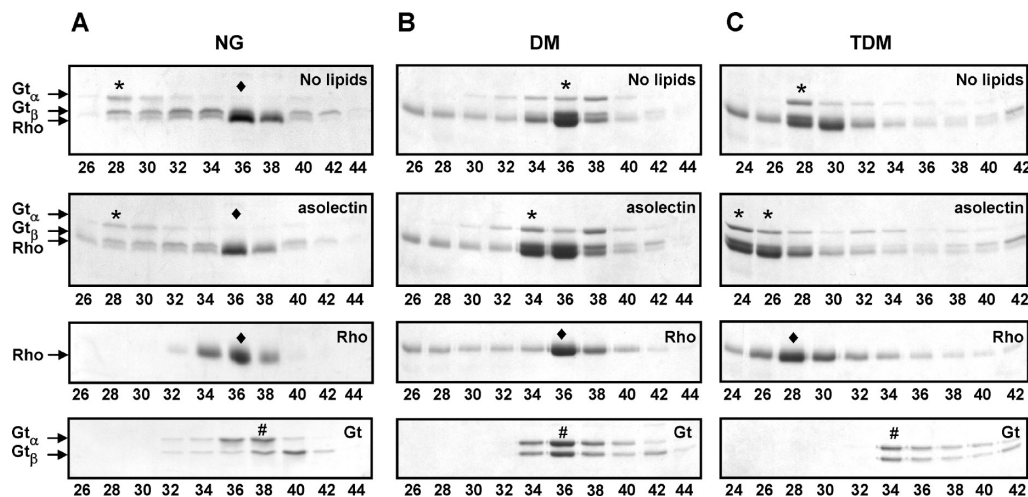 A
B
C
NG
DM
TDM
Gtα
Gtβ
Rho
*
♦
No lipids
*
No lipids
*
No lipids
26 28 30 32 34 36 38 40 42 44
26 28 30 32 34 36 38 40 42 44
24 26 28 30 32 34 36 38 40 42
Gtα
Gtβ
Rho
*
♦
asolectin
*
asolectin
* *
asolectin
26 28 30 32 34 36 38 40 42 44
26 28 30 32 34 36 38 40 42 44
24 26 28 30 32 34 36 38 40 42
Rho
♦
Rho
♦
Rho
♦
Rho
26 28 30 32 34 36 38 40 42 44
26 28 30 32 34 36 38 40 42 44
24 26 28 30 32 34 36 38 40 42
Gtα
Gtβ
#
Gt
#
Gt
#
Gt
26 28 30 32 34 36 38 40 42 44
26 28 30 32 34 36 38 40 42 44
24 26 28 30 32 34 36 38 40 42